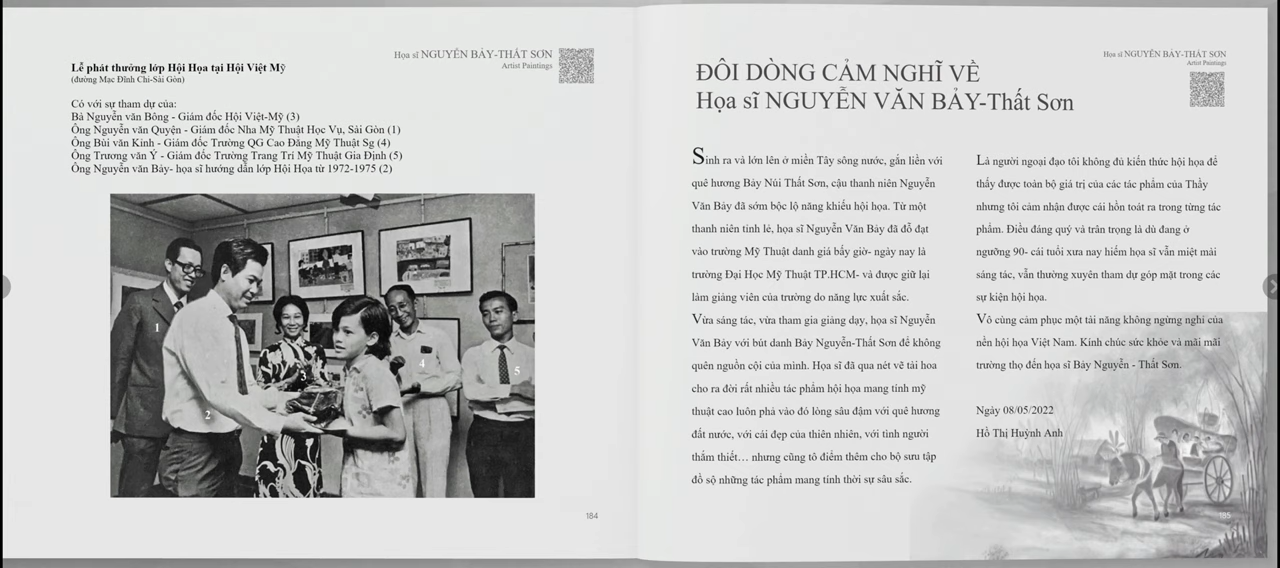 Lễ phát thưởng lớp Hội Họa tại Hội Việt Mỹ
(đường Mạc Đĩnh Chi-Sài Gòn)
Họa sĩ NGUYỄN BẢY-THẤT SƠN
Artist Paintings
Có với sự tham dự của:
Bà Nguyễn văn Bông - Giám đốc Hội Việt-Mỹ (3)
Ông Nguyễn văn Quyện - Giám đốc Nha Mỹ Thuật Học Vụ, Sài Gòn (1)
Ông Bùi văn Kỉnh - Giám đốc Trường QG Cao Đẳng Mỹ Thuật Sg (4)
Ông Trương văn Ý - Giám đốc Trường Trang Trí Mỹ Thuật Gia Định (5)
Ông Nguyễn văn Bảy- họa sĩ hướng dẫn lớp Hội Họa từ 1972-1975 (2)
1
2
3
4
5
184
Họa sĩ NGUYỄN BẢY-THẤT SƠN
Artist Paintings
ĐÔI DÒNG CẢM NGHĨ VỀ
Họa sĩ NGUYỄN VĂN BẢY-Thất Sơn
Sinh ra và lớn lên ở miền Tây sông nước, gắn liền với
quê hương Bảy Núi Thất Sơn, cậu thanh niên Nguyễn
Văn Bảy đã sớm bộc lộ năng khiếu hội họa. Từ một
thanh niên tỉnh lẻ, họa sĩ Nguyễn Văn Bảy đã đỗ đạt
vào trường Mỹ Thuật danh giá bấy giờ- ngày nay là
trường Đại Học Mỹ Thuật TP.HCM- và được giữ lại
làm giảng viên của trường do năng lực xuất sắc.
Vừa sáng tác, vừa tham gia giảng dạy, họa sĩ Nguyễn
Văn Bảy với bút danh Bảy Nguyễn-Thất Sơn để không
quên nguồn cội của mình. Họa sĩ đã qua nét vẽ tài hoa
cho ra đời rất nhiều tác phẩm hội họa mang tính mỹ
thuật cao luôn phả vào đó lòng sâu đậm với quê hương
đất nước, với cái đẹp của thiên nhiên, với tình người
thắm thiết… nhưng cũng tô điểm thêm cho bộ sưu tập
đồ sộ những tác phẩm mang tính thời sự sâu sắc.
Là người ngoại đạo tôi không đủ kiến thức hội họa để
thấy được toàn bộ giá trị của các tác phẩm của Thầy
nhưng tôi cảm nhận được cái hồn toát ra trong từng tác
phẩm. Điều đáng quý và trân trọng là dù đang ở
ngưỡng 90- cái tuổi xưa nay hiếm họa sĩ vẫn miệt mài
sáng tác, vẫn thường xuyên tham dự góp mặt trong các
sự kiện hội họa.
Vô cùng cảm phục một tài năng không ngừng nghỉ của
nền hội họa Việt Nam. Kính chúc sức khỏe và mãi mãi
trường thọ đến họa sĩ Bảy Nguyễn - Thất Sơn.
Ngày 08/05/2022
Hồ Thị Huỳnh Anh
185